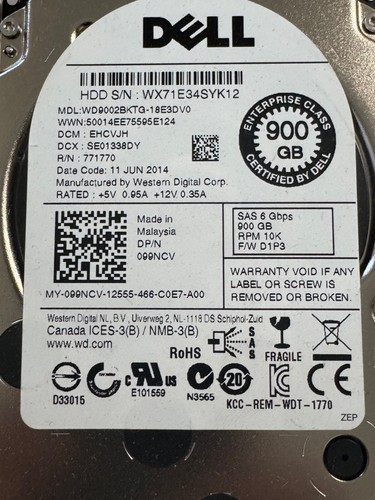 DELL
HDD S/N : WX71E34SYK12
MDL:WD9002BKTG-18E3DV0
WWN:50014EE75595E124
DCM : EHCVJH
DCX : SE01338DY
R/N : 771770
Date Code: 11 JUN 2014
Manufactured by Western Digital Corp.
RATED : +5V 0.95A +12V 0.35A
ENTERPRISE CLASS
900
GB
CERTIFIED BY DELL
Made in
Malaysia
DP/N
099NCV
SAS 6 Gbps
900 GB
RPM 10K
F/W D1P3
MY-099NCV-12555-466-C0E7-A00
WARRANTY VOID IF ANY
LABEL OR SCREW IS
REMOVED OR BROKEN.
Western Digital NL, B.V., Ulverweg 2, NL-1118 DS Schiphol-Zuid
Canada ICES-3(B) / NMB-3(B)
www.wd.com
RoHS
SAS
FRAGILE
D33015
c UL us
E101559
N3565
20
KCC-REM-WDT-1770
CE
ZEP